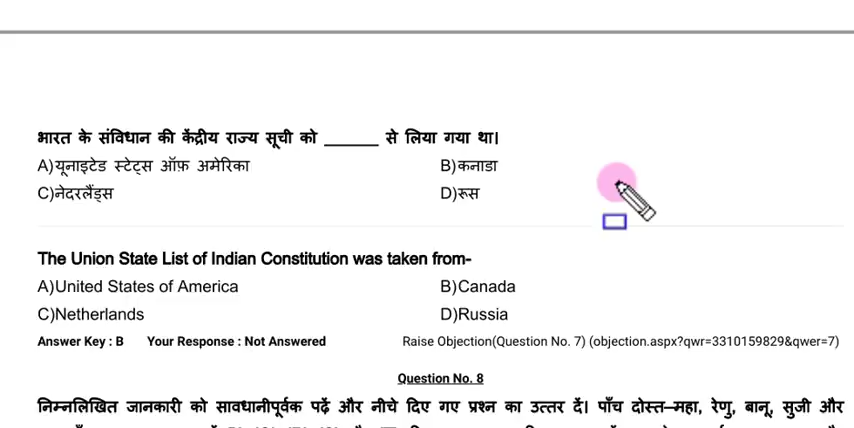 भारत के संविधान की केंद्रीय राज्य सूची को ______ से लिया गया था।
A)यूनाइटेड स्टेट्स ऑफ़ अमेरिका B)कनाडा
C)नेदरलैंड्स D)रूस
The Union State List of Indian Constitution was taken from-
A)United States of America B)Canada
C)Netherlands D)Russia
Answer Key : B Your Response : Not Answered Raise Objection(Question No. 7) (objection.aspx?qwr=3310159829&qwer=7)
Question No. 8
निम्नलिखित जानकारी को सावधानीपूर्वक पढ़ें और नीचे दिए गए प्रश्न का उत्तर दें। पाँच दोस्त–महा, रेणु, बानू, सुजी और